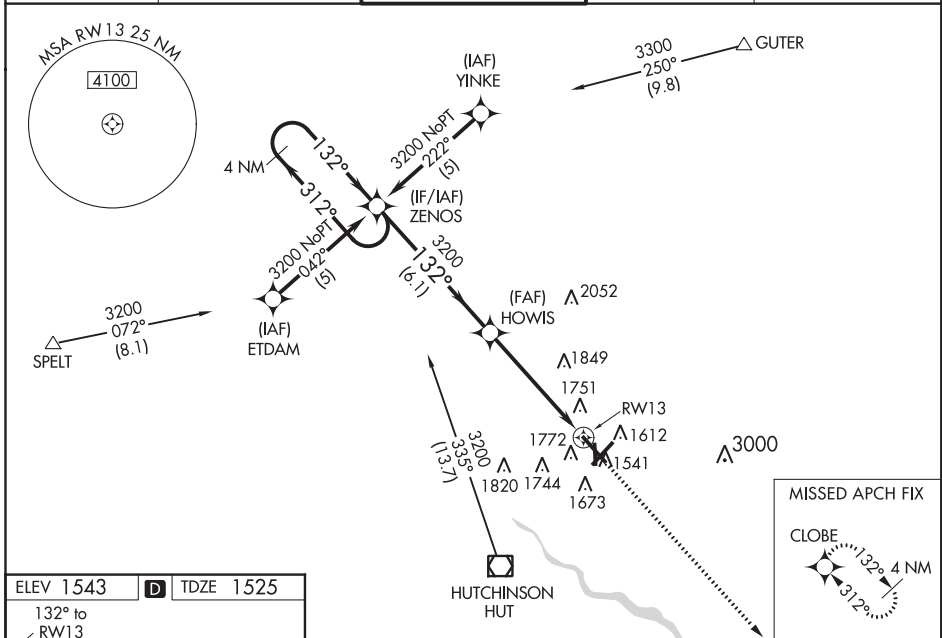 MSA RW13 25 NM
4100
3300
250°
(9.8)
GUTER
(IAF)
YINKE
3200 NoPT
222°
(5)
4 NM
132°
312°
(IF/IAF)
ZENOS
3200 NoPT
042°
(5)
3200
132°
(6.1)
(IAF)
ETDAM
3200
072°
(8.1)
SPELT
(FAF)
HOWIS
2052
1849
1751
RW13
1772
1612
1541
3000
1820
1744
1673
3200
335°
(13.7)
HUTCHINSON
HUT
MISSED APCH FIX
CLOBE
132°
4 NM
312°
ELEV 1543 D TDZE 1525
132° to
RW13